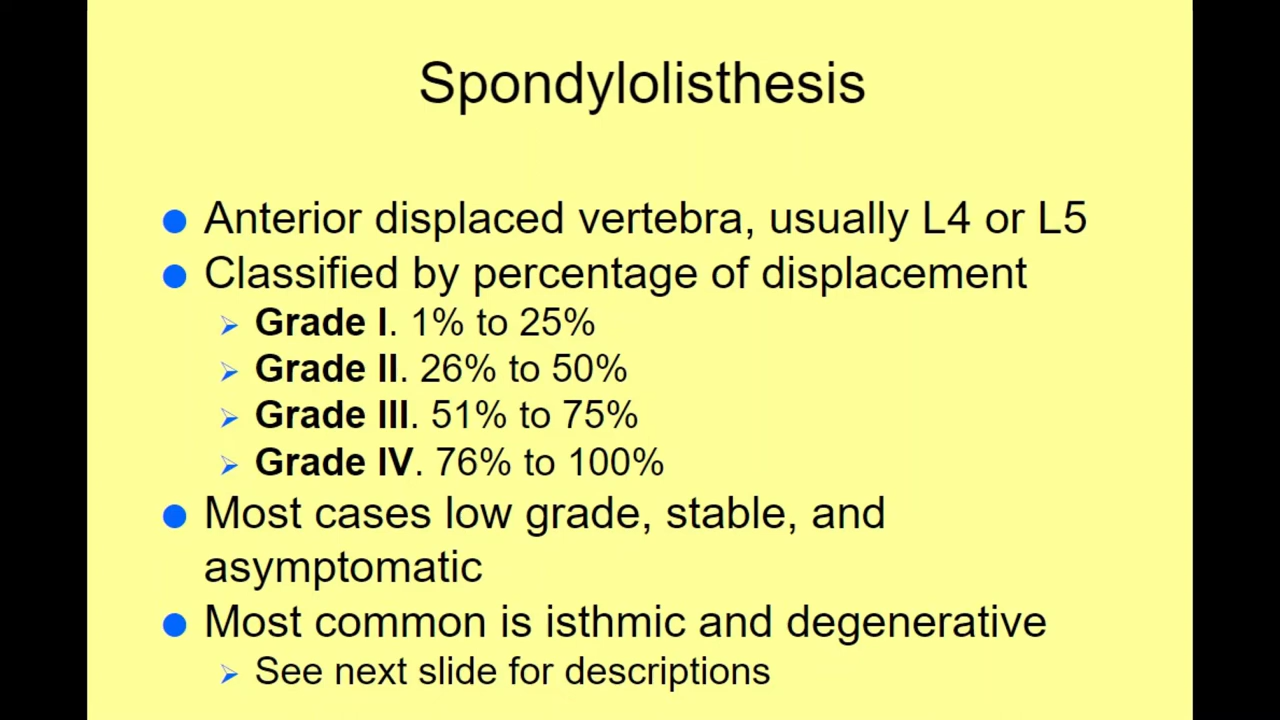 Spondylolisthesis
Anterior displaced vertebra, usually L4 or L5
Classified by percentage of displacement
Grade I. 1% to 25%
Grade II. 26% to 50%
Grade III. 51% to 75%
Grade IV. 76% to 100%
Most cases low grade, stable, and
asymptomatic
Most common is isthmic and degenerative
See next slide for descriptions